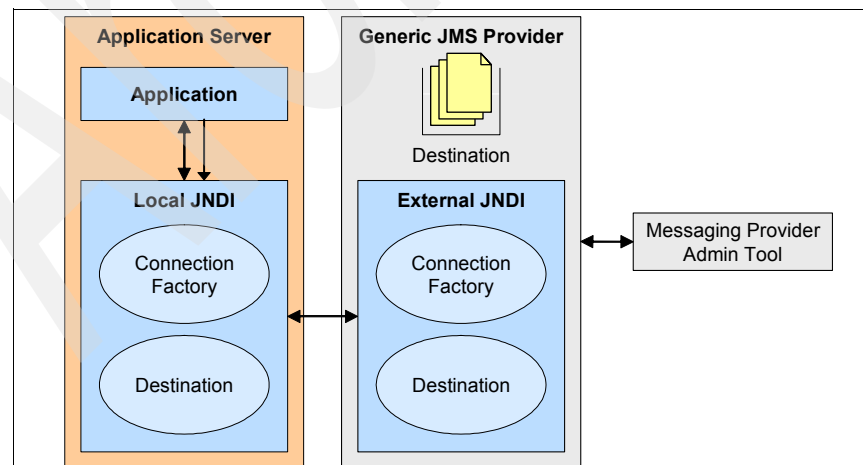 Application Server
Application
Local JNDI
Connection
Factory
Destination
Generic JMS Provider
Destination
External JNDI
Connection
Factory
Destination
Messaging Provider
Admin Tool